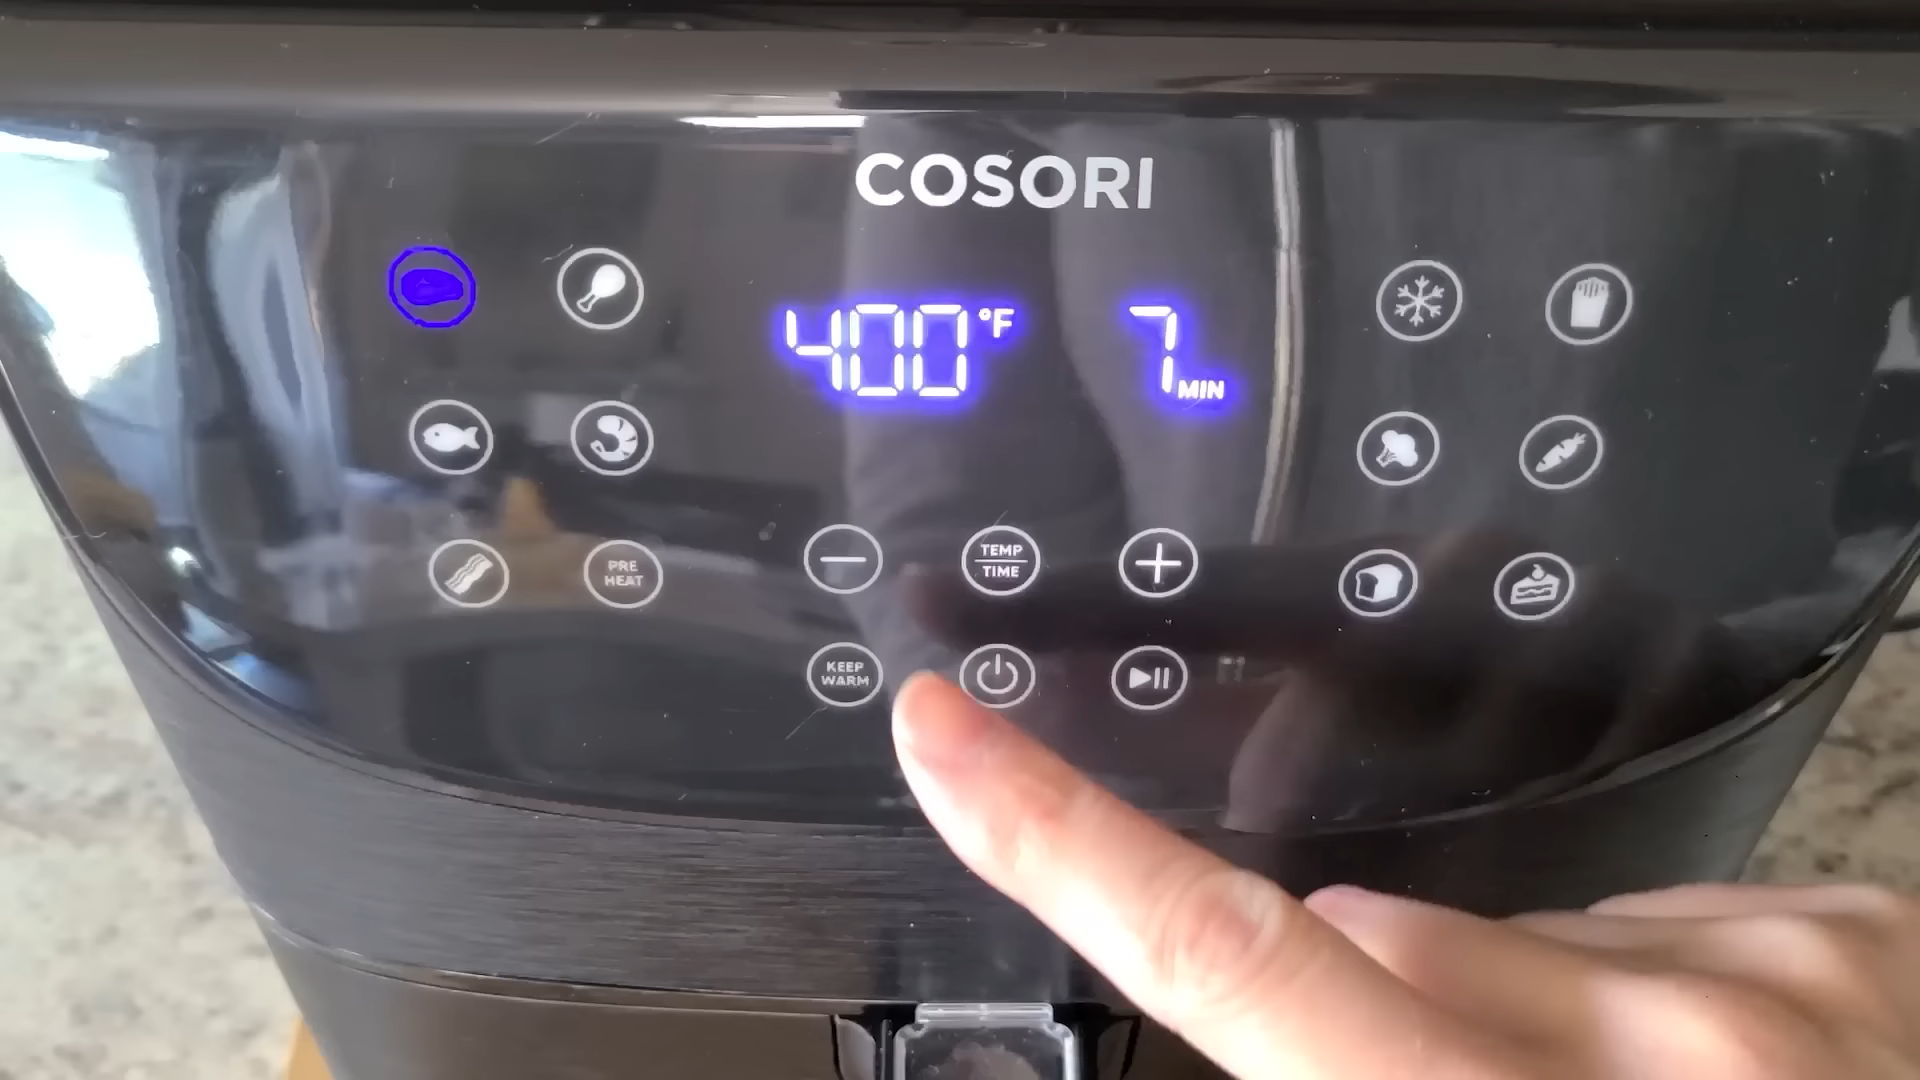 COSORI
400 °F 7 MIN
TEMP
TIME
PRE
HEAT
KEEP
WARM